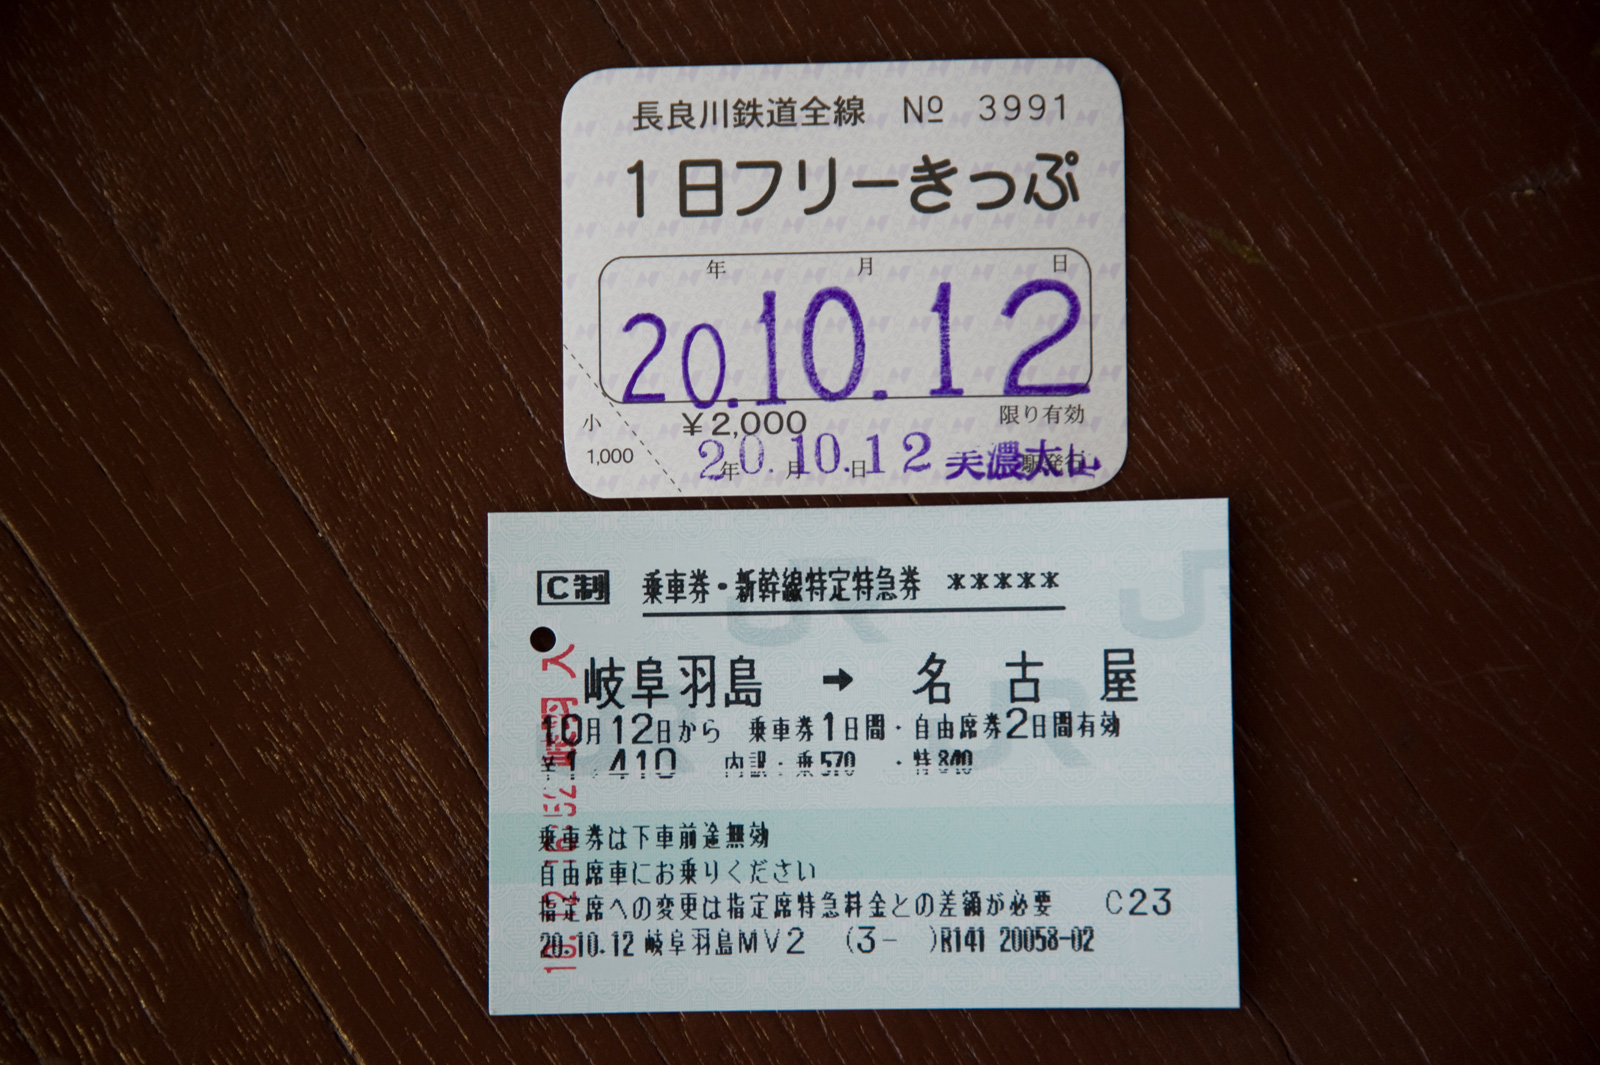 長良川鉄道全線 No 3991
1日フリーきっぷ
年 月 日
20.10.12
小 ¥2,000 限り有効
1,000 20.10.12 美濃太田
年 月 日 駅発行
C制 乗車券・新幹線特定特急券 *****
岐阜羽島 → 名古屋
10月12日から 乗車券1日間・自由席券2日間有効
¥1,410 内訳・乗570 ・特840
乗車券は下車前途無効
自由席車にお乗りください
指定席への変更は指定席特急料金との差額が必要 C23
20.10.12 岐阜羽島MV2 (3- )R141 20058-02